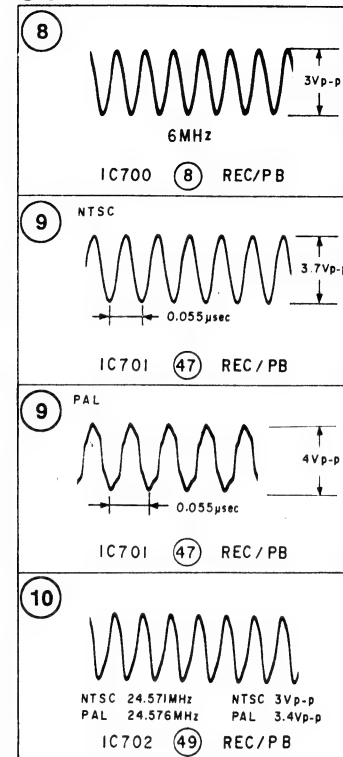 8
3Vp-p
6MHz
IC700 8 REC/PB
9 NTSC
3.7Vp-p
0.055µsec
IC701 47 REC/PB
9 PAL
4Vp-p
0.055µsec
IC701 47 REC/PB
10
NTSC 24.571MHz NTSC 3Vp-p
PAL 24.576MHz PAL 3.4Vp-p
IC702 49 REC/PB